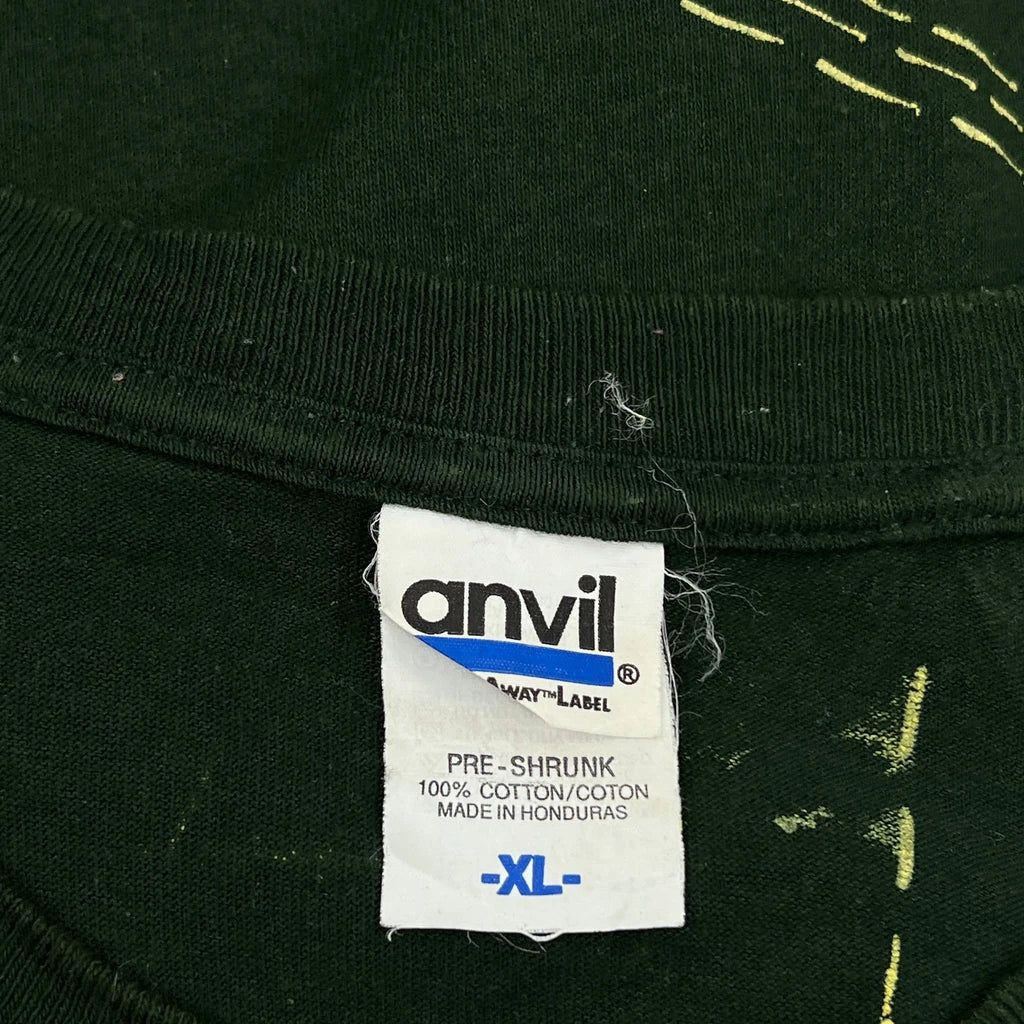 anvil®
Away™Label
PRE-SHRUNK
100% COTTON/COTON
MADE IN HONDURAS
-XL-